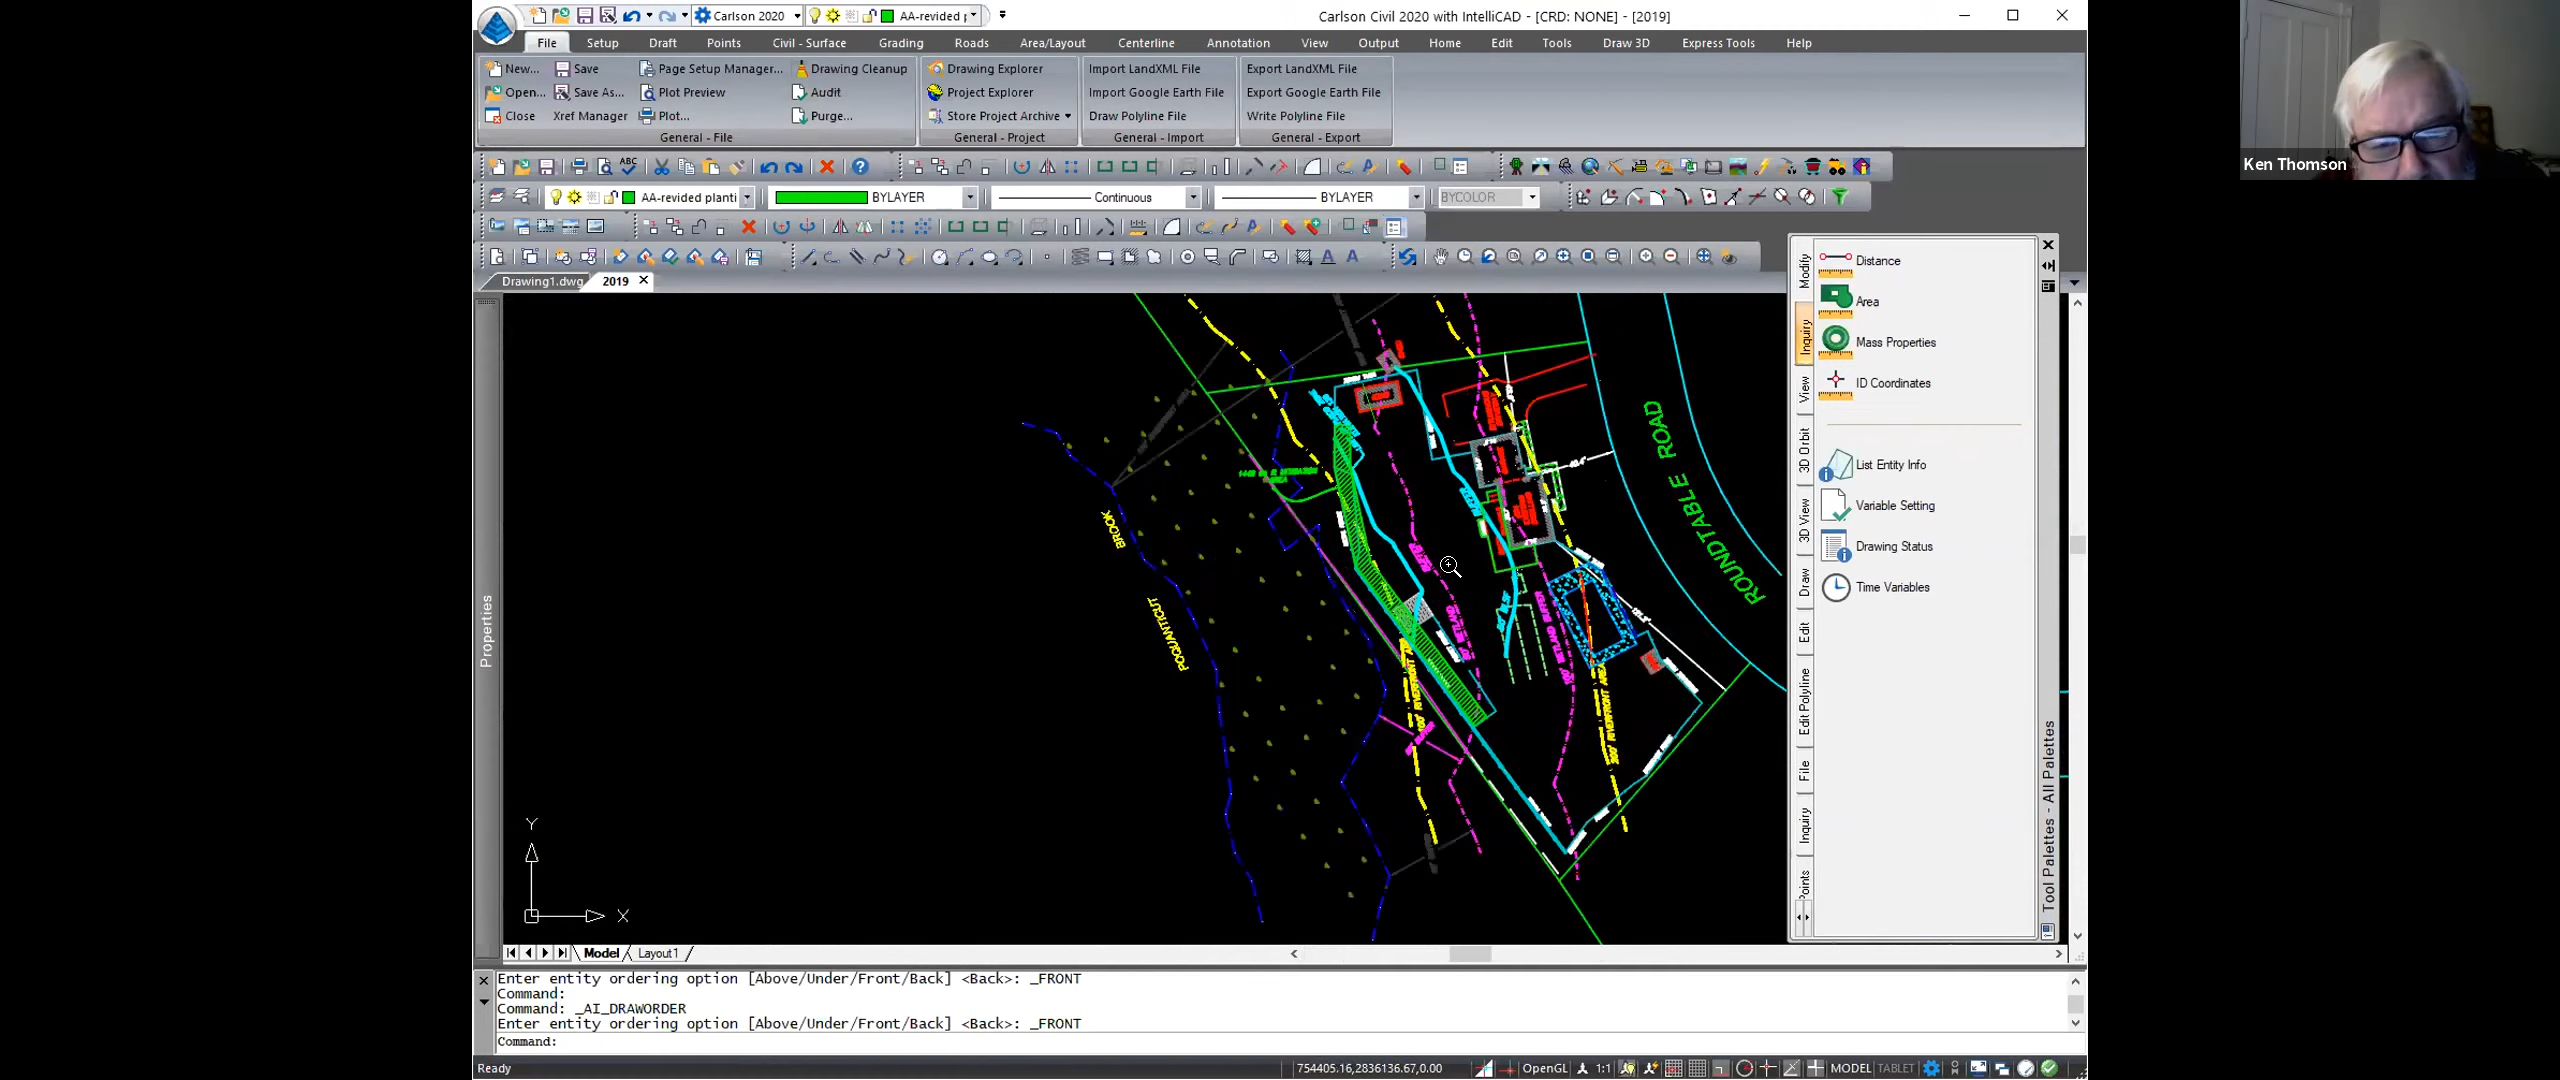 Carlson 2020
AA-revided p
Carlson Civil 2020 with IntelliCAD - [CRD: NONE] - [2019]
File Setup Draft Points Civil - Surface Grading Roads Area/Layout Centerline Annotation View Output Home Edit Tools Draw 3D Express Tools Help
New... Save Page Setup Manager... Drawing Cleanup Drawing Explorer Import LandXML File Export LandXML File
Open... Save As... Plot Preview Audit Project Explorer Import Google Earth File Export Google Earth File
Close Xref Manager Plot... Purge... Store Project Archive Draw Polyline File Write Polyline File
General - File General - Project General - Import General - Export
ABC
AA-revided planti BYLAYER Continuous BYLAYER BYCOLOR
Drawing1.dwg 2019
Properties
BROOK
POQUANTICUT
ROUNDTABLE ROAD
Y
X
Modify
Inquiry
View
3D Orbit
3D View
Draw
Edit
Edit Polyline
File
Inquiry
Points
Distance
Area
Mass Properties
ID Coordinates
List Entity Info
Variable Setting
Drawing Status
Time Variables
Tool Palettes - All Palettes
Model Layout1
Enter entity ordering option [Above/Under/Front/Back] <Back>: _FRONT
Command:
Command: _AI_DRAWORDER
Enter entity ordering option [Above/Under/Front/Back] <Back>: _FRONT
Command:
Ready 754405.16,2836136.67,0.00 OpenGL 1:1 MODEL TABLET
Ken Thomson